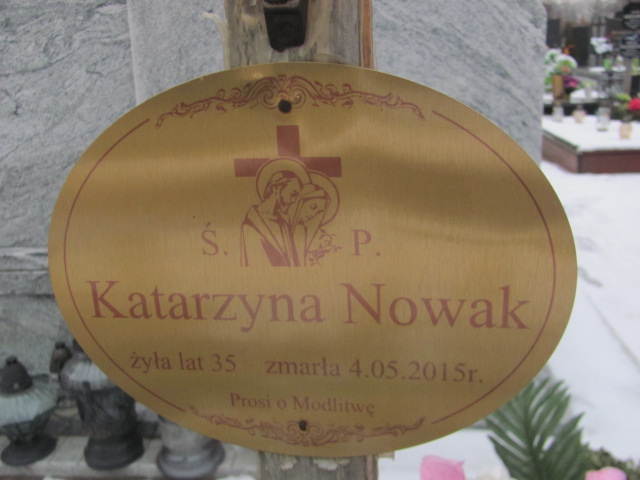 Ś. P.
Katarzyna Nowak
żyła lat 35 zmarła 4.05.2015r.
Prosi o Modlitwę